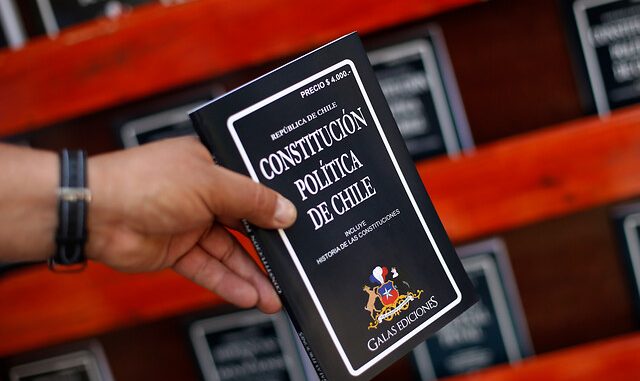 PRECIO $ 4.000.-
REPÚBLICA DE CHILE
CONSTITUCIÓN
POLÍTICA
DE CHILE
INCLUYE
HISTORIA DE LAS CONSTITUCIONES
GALAS EDICIONES